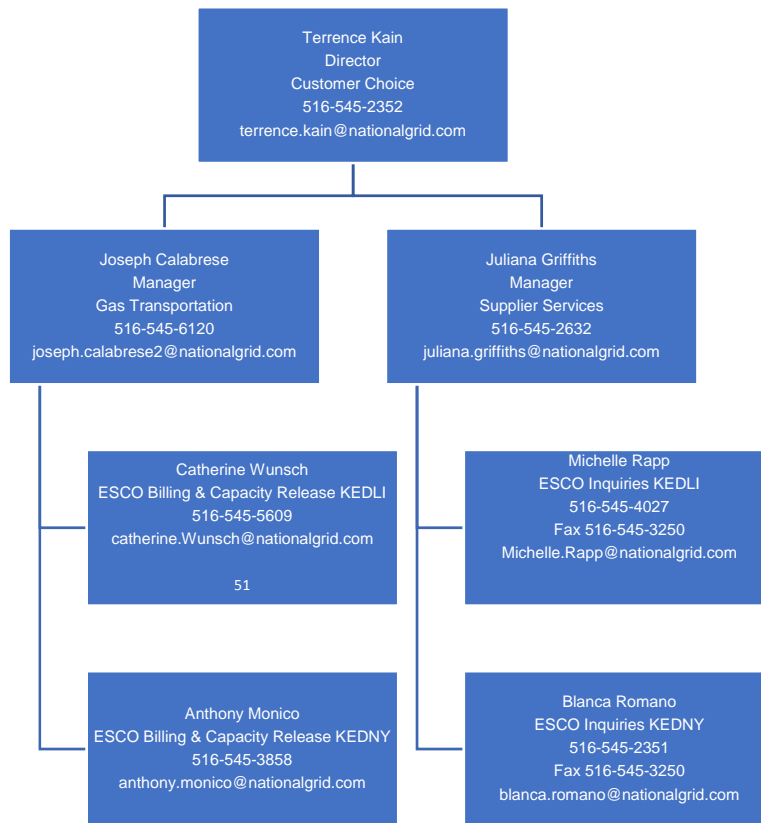 Terrence Kain
Director
Customer Choice
516-545-2352
terrence.kain@nationalgrid.com
Joseph Calabrese
Manager
Gas Transportation
516-545-6120
joseph.calabrese2@nationalgrid.com
Juliana Griffiths
Manager
Supplier Services
516-545-2632
juliana.griffiths@nationalgrid.com
Catherine Wunsch
ESCO Billing & Capacity Release KEDLI
516-545-5609
catherine.Wunsch@nationalgrid.com
51
Michelle Rapp
ESCO Inquiries KEDLI
516-545-4027
Fax 516-545-3250
Michelle.Rapp@nationalgrid.com
Anthony Monico
ESCO Billing & Capacity Release KEDNY
516-545-3858
anthony.monico@nationalgrid.com
Blanca Romano
ESCO Inquiries KEDNY
516-545-2351
Fax 516-545-3250
blanca.romano@nationalgrid.com